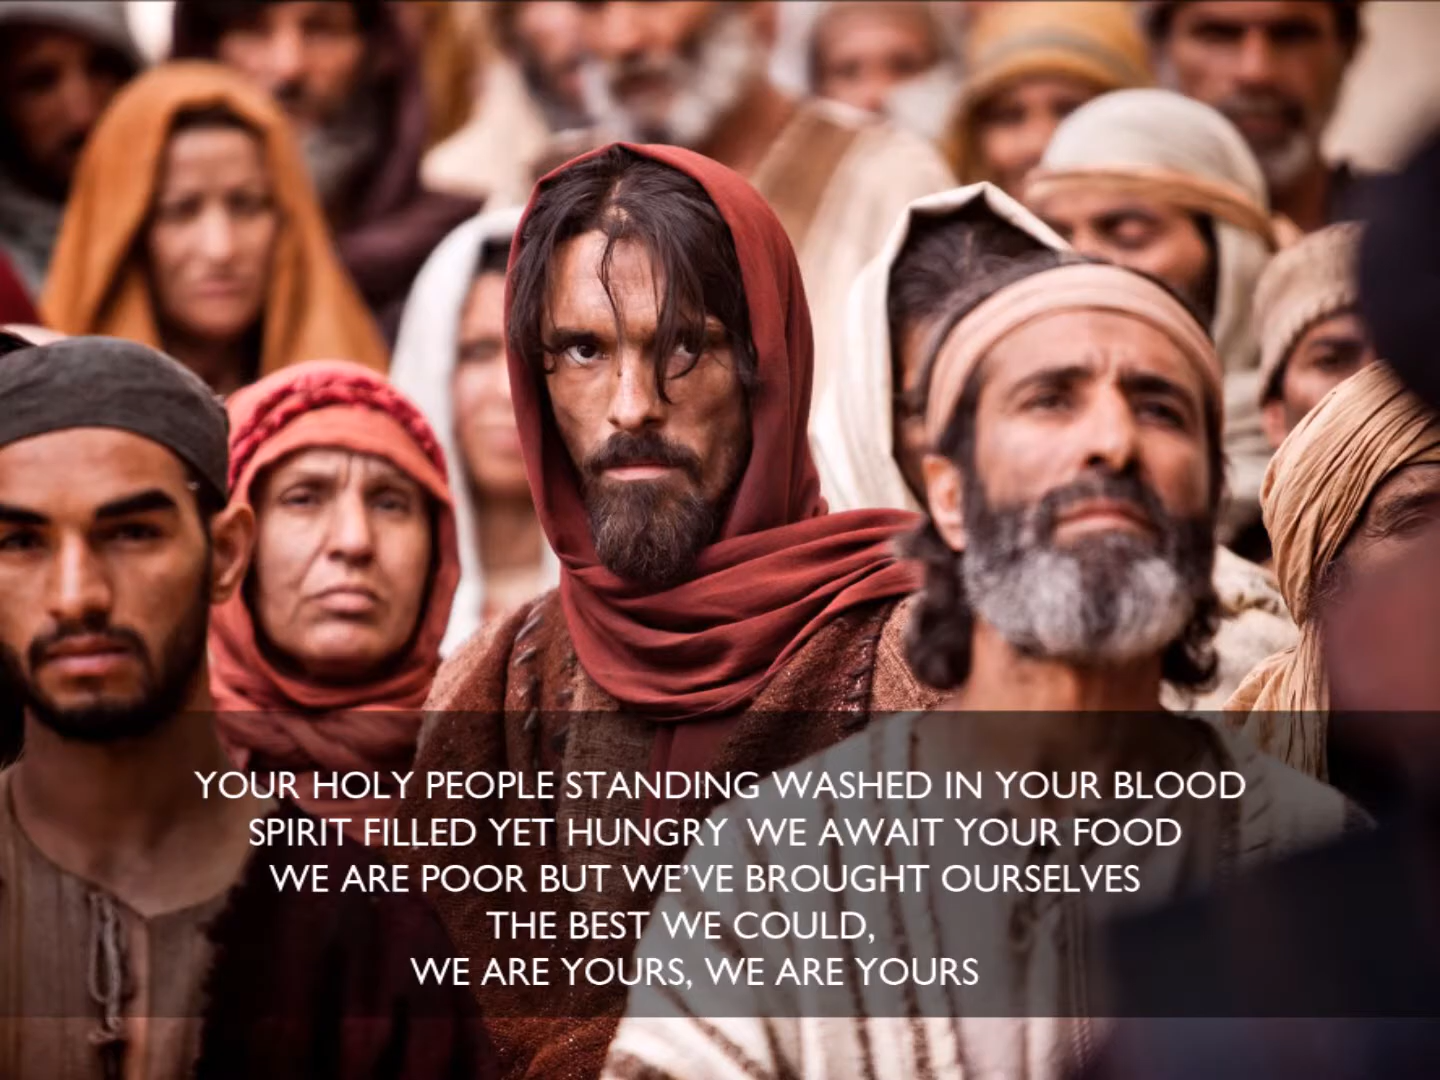 YOUR HOLY PEOPLE STANDING WASHED IN YOUR BLOOD
SPIRIT FILLED YET HUNGRY WE AWAIT YOUR FOOD
WE ARE POOR BUT WE’VE BROUGHT OURSELVES
THE BEST WE COULD,
WE ARE YOURS, WE ARE YOURS